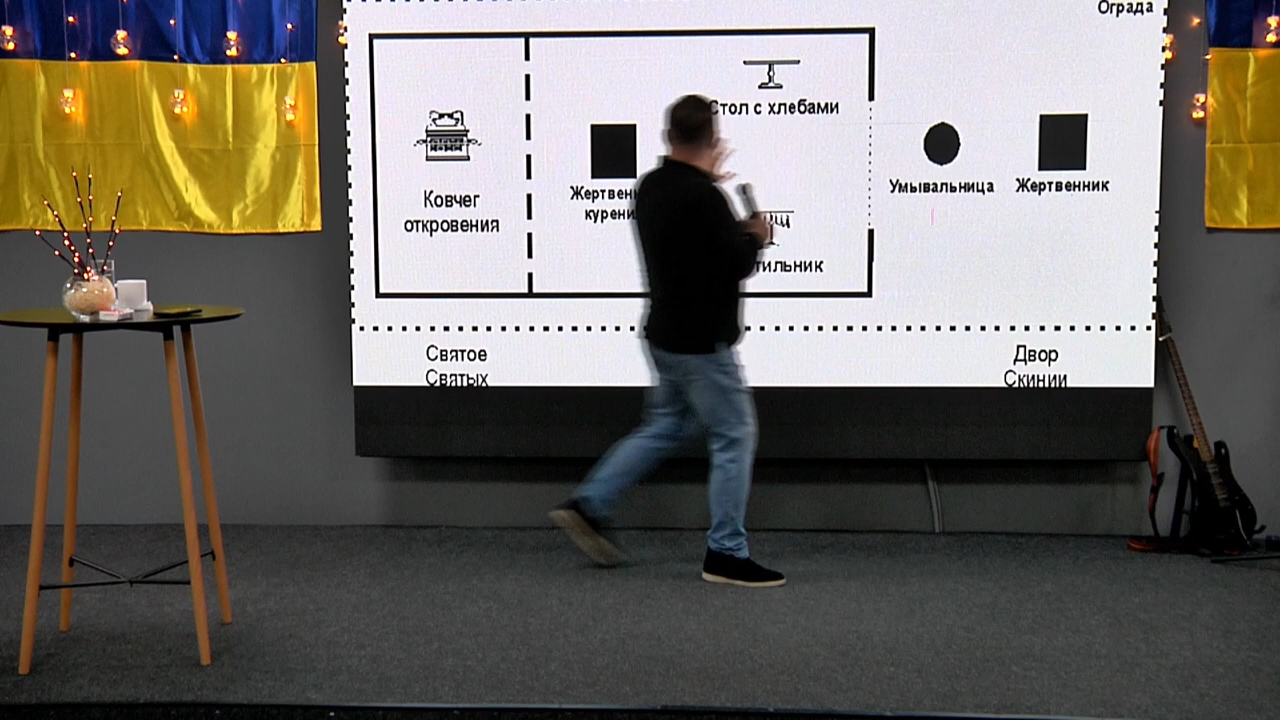 Ограда
Стол с хлебами
Умывальница
Жертвенник
Ковчег
откровения
Святое
Святых
Двор
Скинии